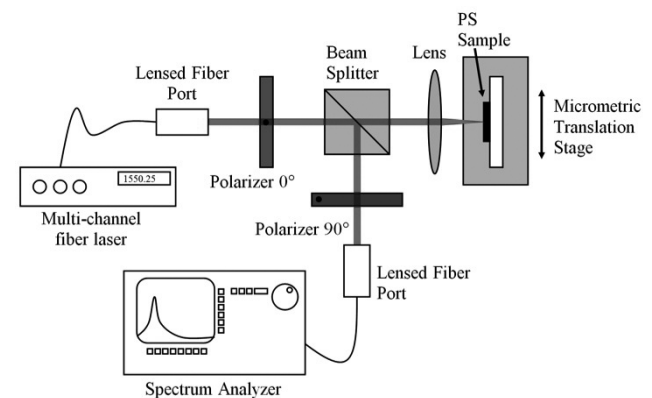 PS
Sample
Beam
Splitter
Lens
Lensed Fiber
Port
Micrometric
Translation
Stage
1550.25
Polarizer 0°
Multi-channel
fiber laser
Polarizer 90°
Lensed Fiber
Port
Spectrum Analyzer